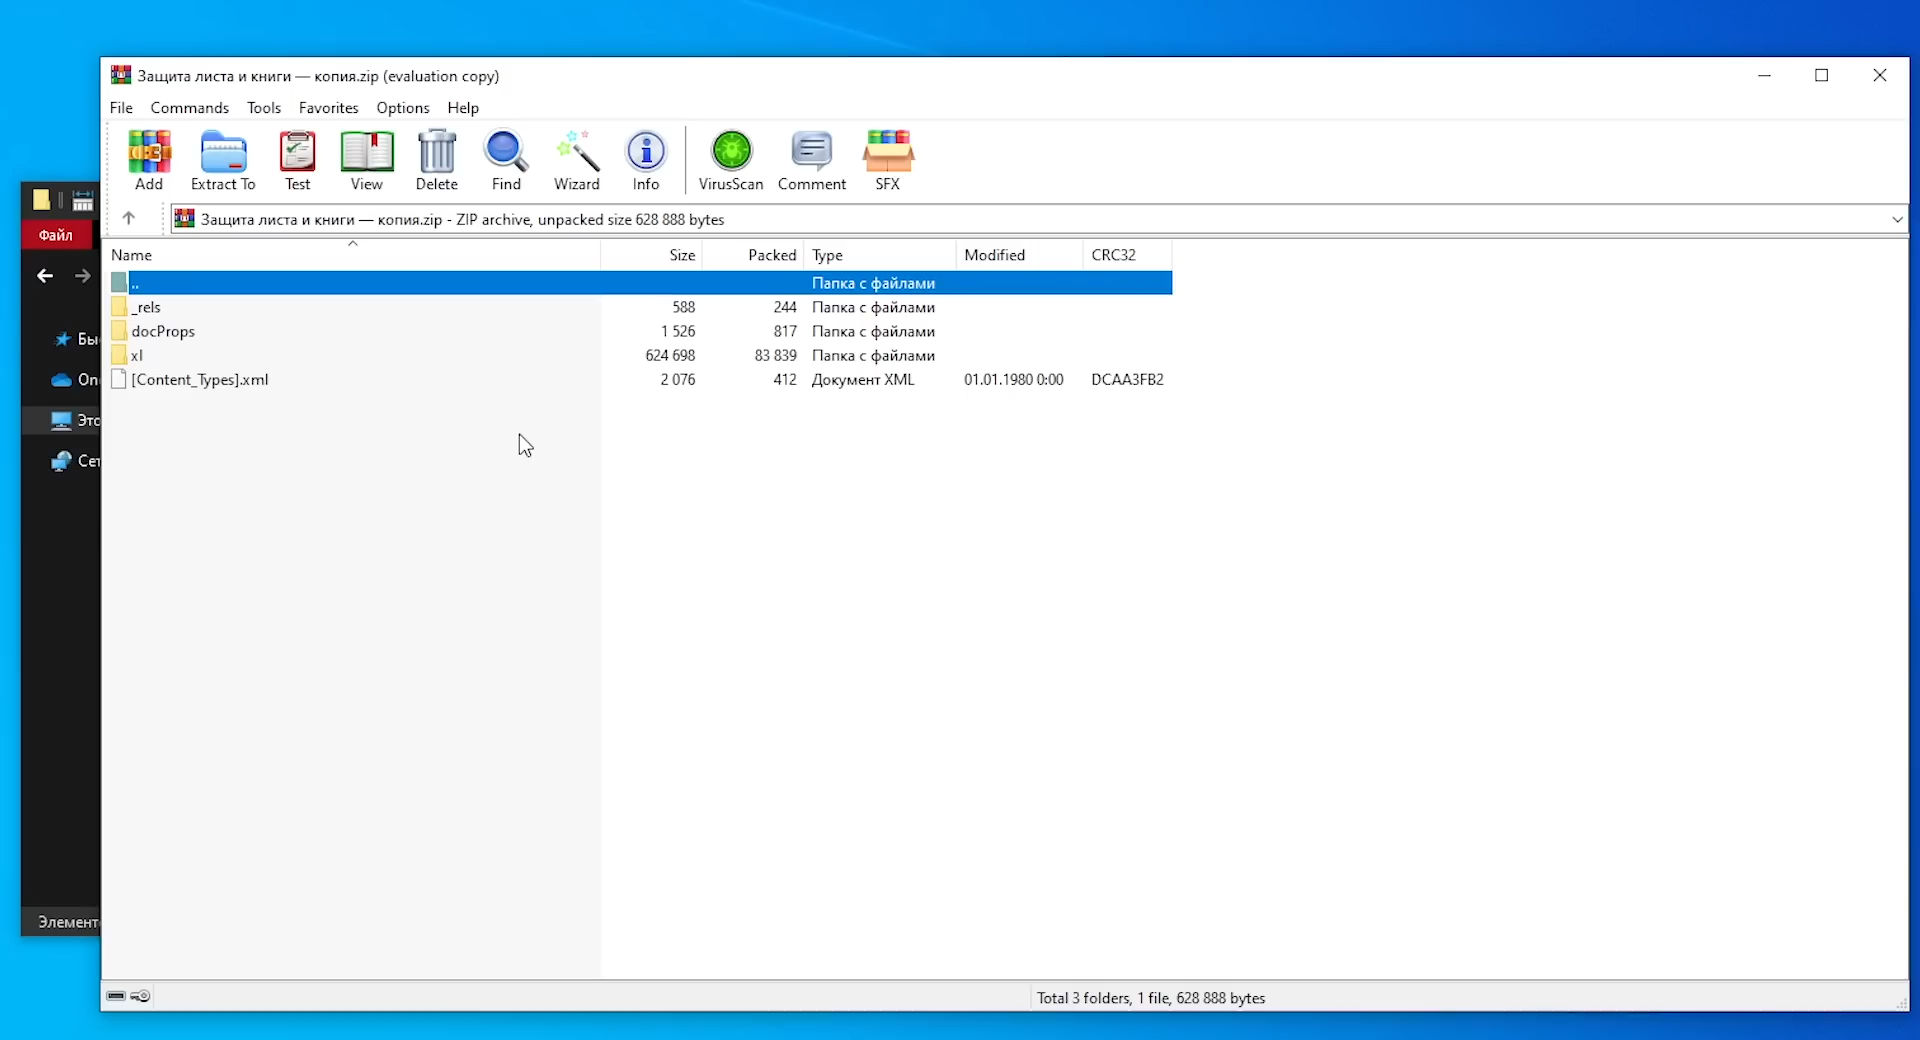 Защита листа и книги — копия.zip (evaluation copy)
File Commands Tools Favorites Options Help
Add Extract To Test View Delete Find Wizard Info VirusScan Comment SFX
Защита листа и книги — копия.zip - ZIP archive, unpacked size 628 888 bytes
Файл
Name Size Packed Type Modified CRC32
.. Папка с файлами
_rels 588 244 Папка с файлами
docProps 1 526 817 Папка с файлами
xl 624 698 83 839 Папка с файлами
[Content_Types].xml 2 076 412 Документ XML 01.01.1980 0:00 DCAA3FB2
Бы
On
Это
Сет
Элемент
Total 3 folders, 1 file, 628 888 bytes